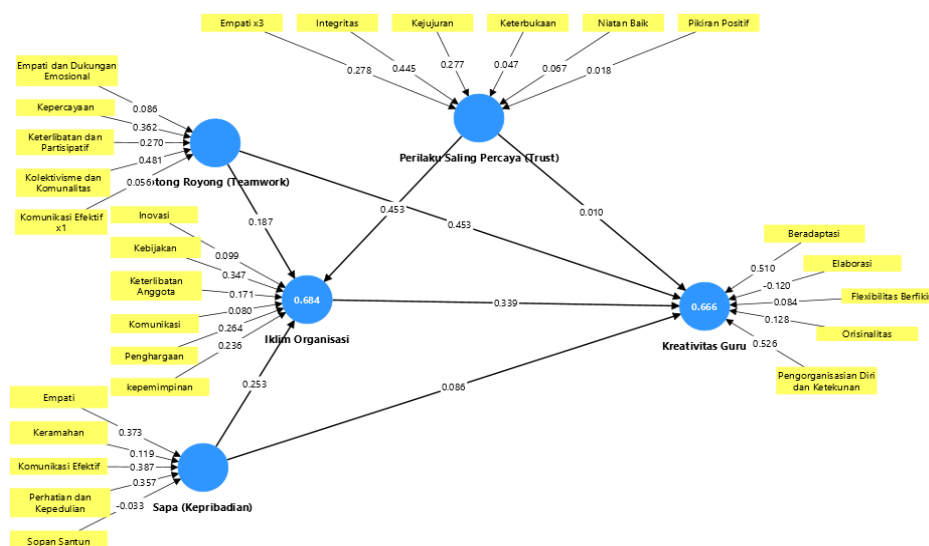 Empati x3
Integritas
Kejujuran
Keterbukaan
Niatan Baik
Pikiran Positif
0.278
0.445
0.277
0.047
0.067
0.018
Perilaku Saling Percaya (Trust)
Empati dan Dukungan
Emosional
Kepercayaan
Keterlibatan dan
Partisipatif
Kolektivisme dan
Komunalitas
Komunikasi Efektif
x1
0.086
0.362
0.270
0.481
0.056
tong Royong (Teamwork)
0.187
0.453
0.453
0.010
Inovasi
Kebijakan
Keterlibatan
Anggota
Komunikasi
Penghargaan
kepemimpinan
0.099
0.347
0.171
0.080
0.264
0.236
0.684
Iklim Organisasi
0.339
0.253
0.086
Beradaptasi
Elaborasi
Flexibilitas Berfiki
Orisinalitas
Pengorganisasian Diri
dan Ketekunan
0.510
-0.120
0.084
0.128
0.526
0.666
Kreativitas Guru
Empati
Keramahan
Komunikasi Efektif
Perhatian dan
Kepedulian
Sopan Santun
0.373
0.119
0.387
0.357
-0.033
Sapa (Kepribadian)